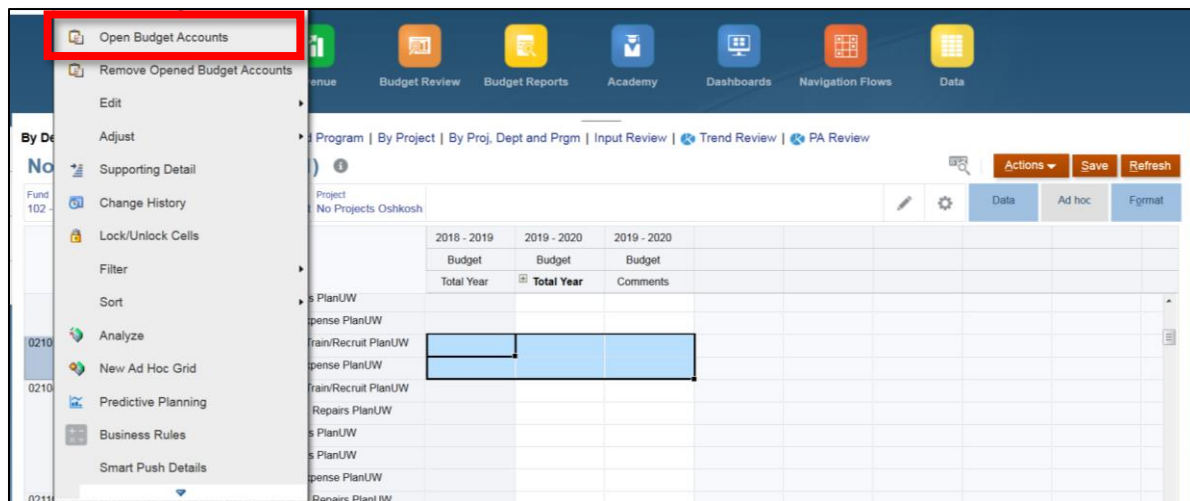 Open Budget Accounts
Remove Opened Budget Accounts
Edit
Adjust
Supporting Detail
Change History
Lock/Unlock Cells
Filter
Sort
Analyze
New Ad Hoc Grid
Predictive Planning
Business Rules
Smart Push Details
enue Budget Review Budget Reports Academy Dashboards Navigation Flows Data
By De d Program | By Project | By Proj, Dept and Prgm | Input Review | Trend Review | PA Review
No )
Actions Save Refresh
Fund Project
102 - No Projects Oshkosh
Data Ad hoc Format
2018 - 2019 2019 - 2020 2019 - 2020
Budget Budget Budget
Total Year Total Year Comments
s PlanUW
pense PlanUW
0210 Train/Recruit PlanUW
pense PlanUW
0210 Train/Recruit PlanUW
Repairs PlanUW
s PlanUW
s PlanUW
pense PlanUW
0211 Repairs PlanUW